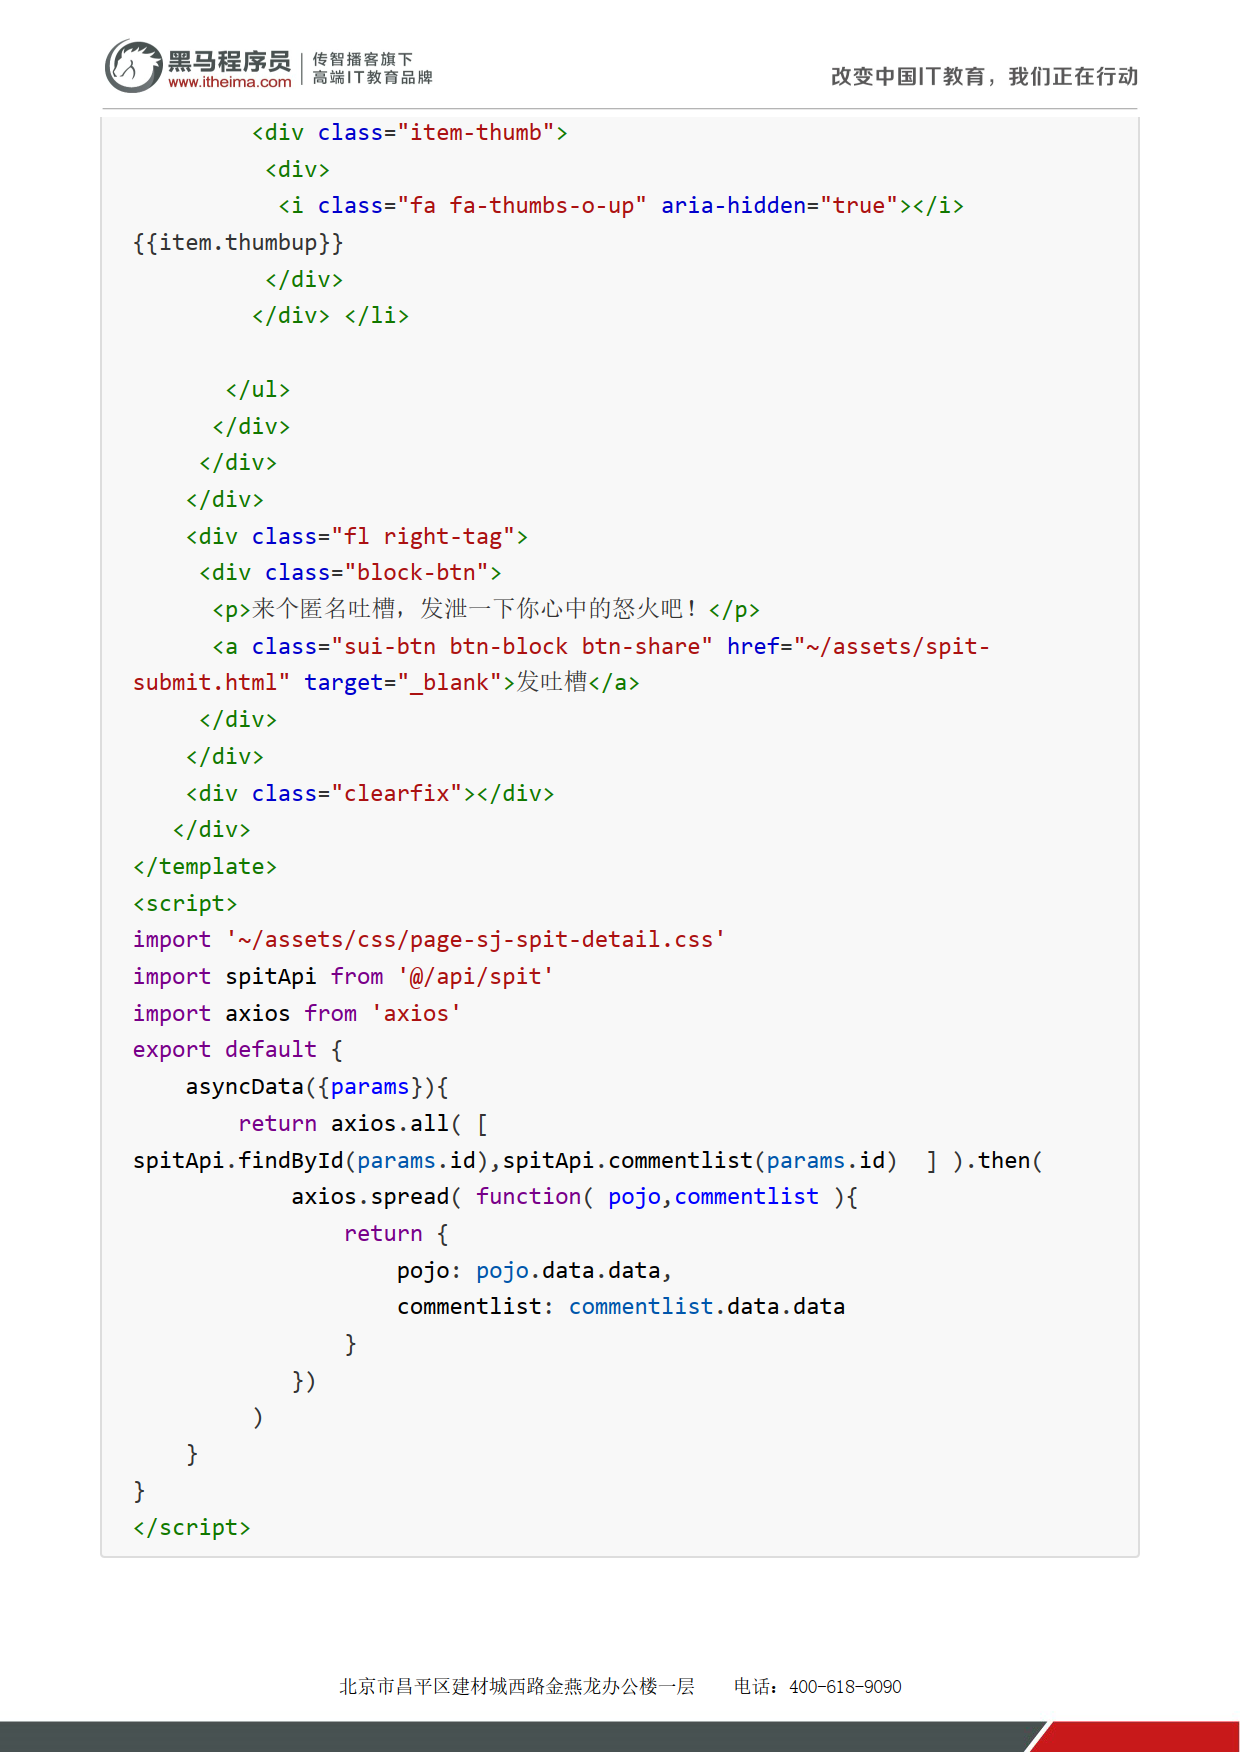 黑马程序员
www.itheima.com
传智播客旗下
高端IT教育品牌
改变中国IT教育，我们正在行动
<div class="item-thumb">
<div>
<i class="fa fa-thumbs-o-up" aria-hidden="true"></i>
{{item.thumbup}}
</div>
</div> </li>
</ul>
</div>
</div>
</div>
<div class="fl right-tag">
<div class="block-btn">
<p>来个匿名吐槽，发泄一下你心中的怒火吧！</p>
<a class="sui-btn btn-block btn-share" href="~/assets/spit-
submit.html" target="_blank">发吐槽</a>
</div>
</div>
<div class="clearfix"></div>
</div>
</template>
<script>
import '~/assets/css/page-sj-spit-detail.css'
import spitApi from '@/api/spit'
import axios from 'axios'
export default {
asyncData({params}){
return axios.all( [
spitApi.findById(params.id),spitApi.commentlist(params.id)  ] ).then(
axios.spread( function( pojo,commentlist ){
return {
pojo: pojo.data.data,
commentlist: commentlist.data.data
}
})
)
}
}
</script>
北京市昌平区建材城西路金燕龙办公楼一层 电话：400-618-9090